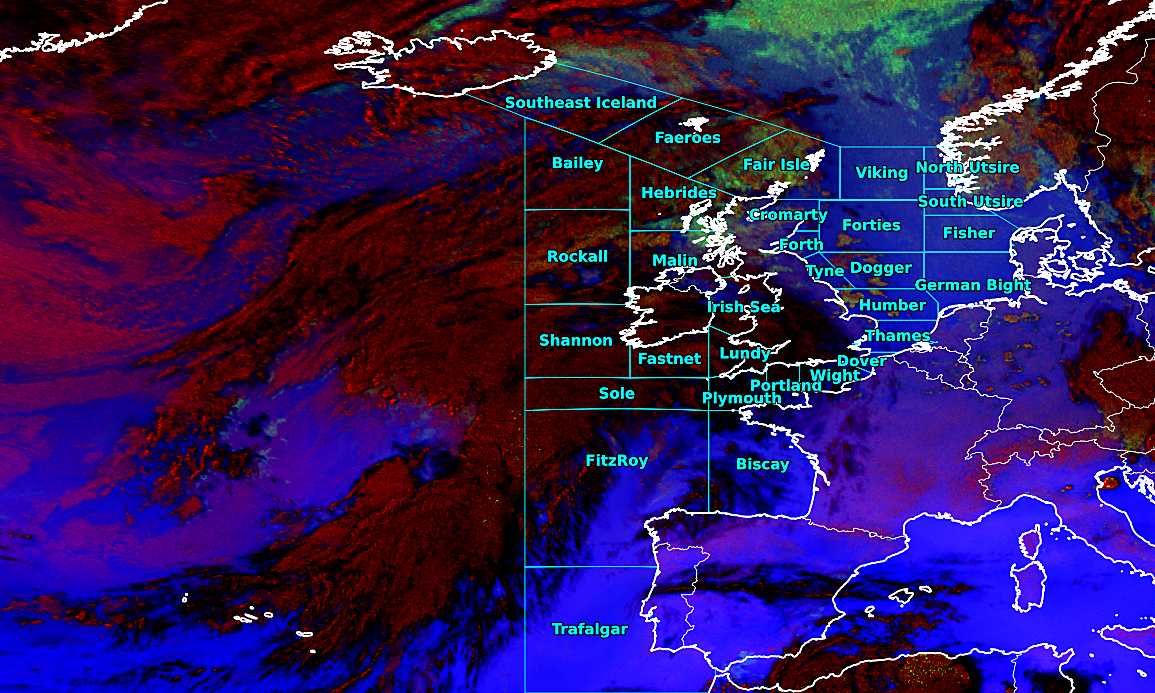 Southeast Iceland
Faeroes
Bailey
Fair Isle
Viking
North Utsire
Hebrides
South Utsire
Cromarty
Forties
Fisher
Forth
Rockall
Malin
Tyne
Dogger
German Bight
Irish Sea
Humber
Shannon
Thames
Fastnet
Lundy
Dover
Wight
Portland
Sole
Plymouth
FitzRoy
Biscay
Trafalgar